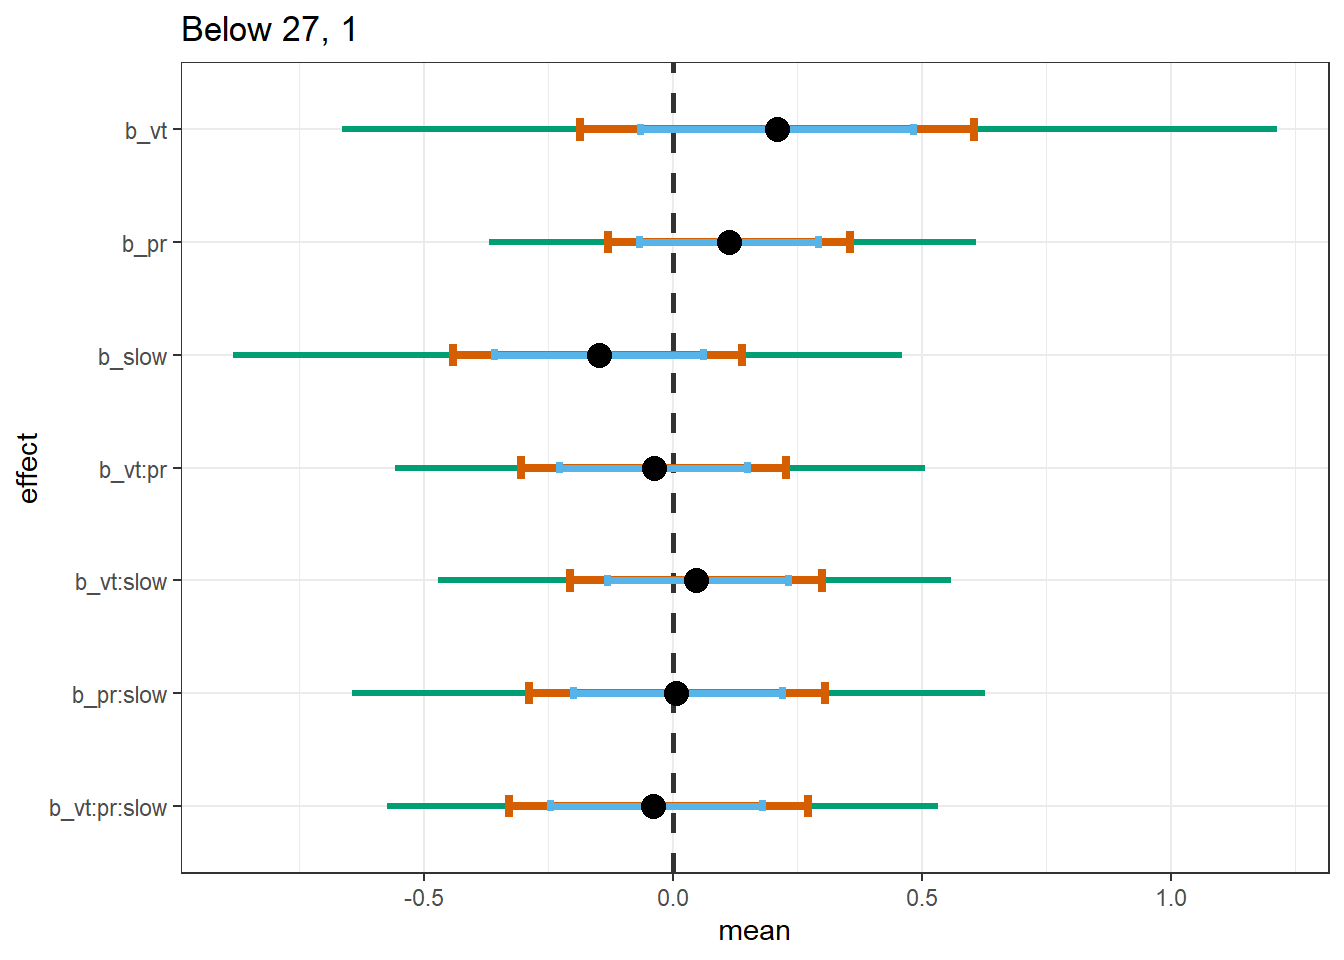 Below 27, 1
effect
b_vt
b_pr
b_slow
b_vt:pr
b_vt:slow
b_pr:slow
b_vt:pr:slow
-0.5 0.0 0.5 1.0
mean